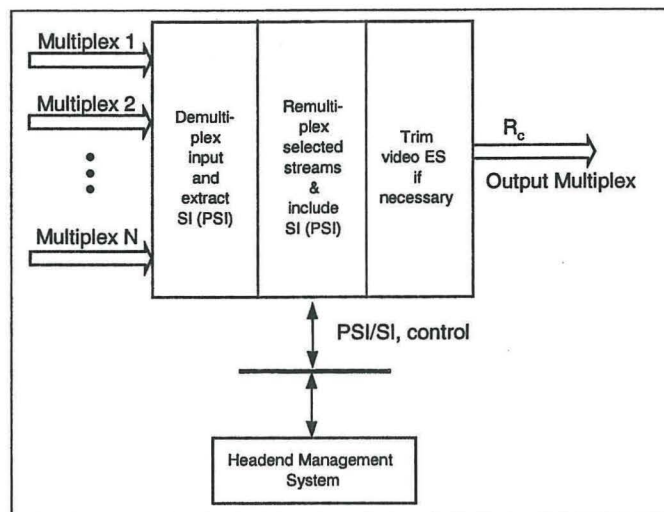 Multiplex 1
Multiplex 2
Multiplex N
Demulti-
plex
input
and
extract
SI (PSI)
Remulti-
plex
selected
streams
&
include
SI (PSI)
Trim
video ES
if
necessary
Rc
Output Multiplex
PSI/SI, control
Headend Management
System